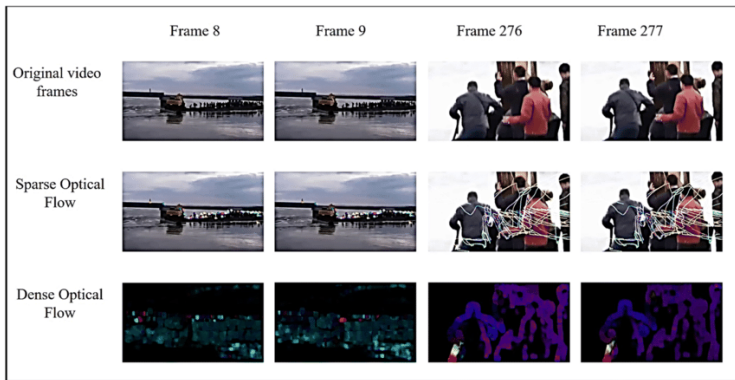 Frame 8
Frame 9
Frame 276
Frame 277
Original video
frames
Sparse Optical
Flow
Dense Optical
Flow